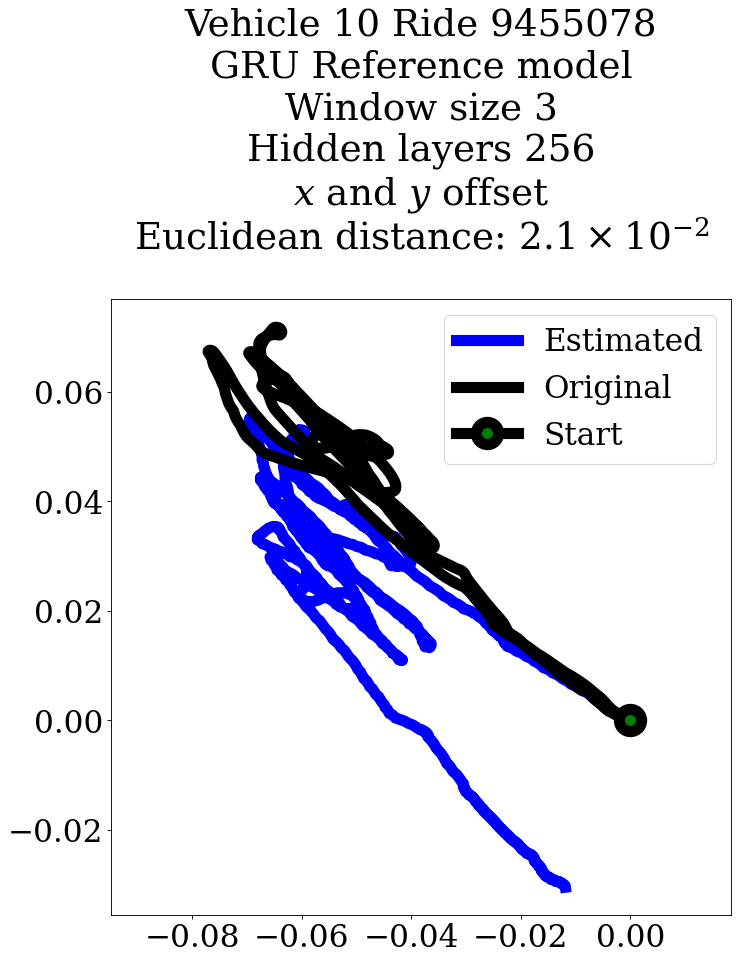 Vehicle 10 Ride 9455078
GRU Reference model
Window size 3
Hidden layers 256
x and y offset
Euclidean distance: 2.1 × 10⁻²
Estimated
Original
Start
0.06
0.04
0.02
0.00
−0.02
−0.08 −0.06 −0.04 −0.02 0.00